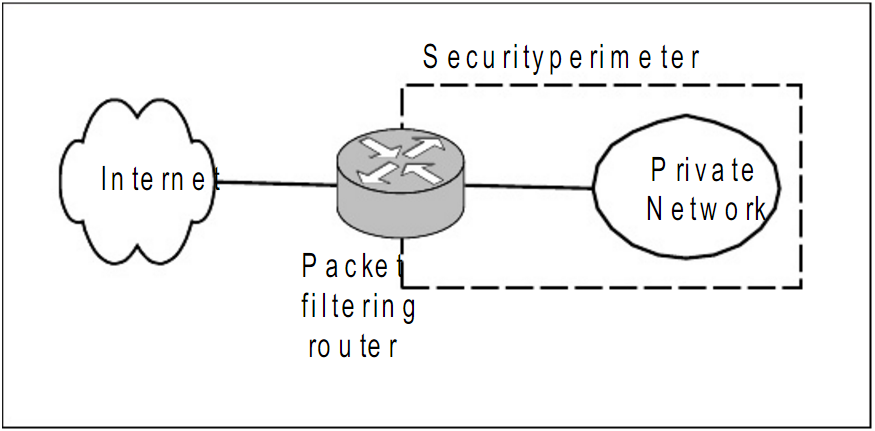 Securityperimeter
Internet
Private
Network
Packet
filtering
router